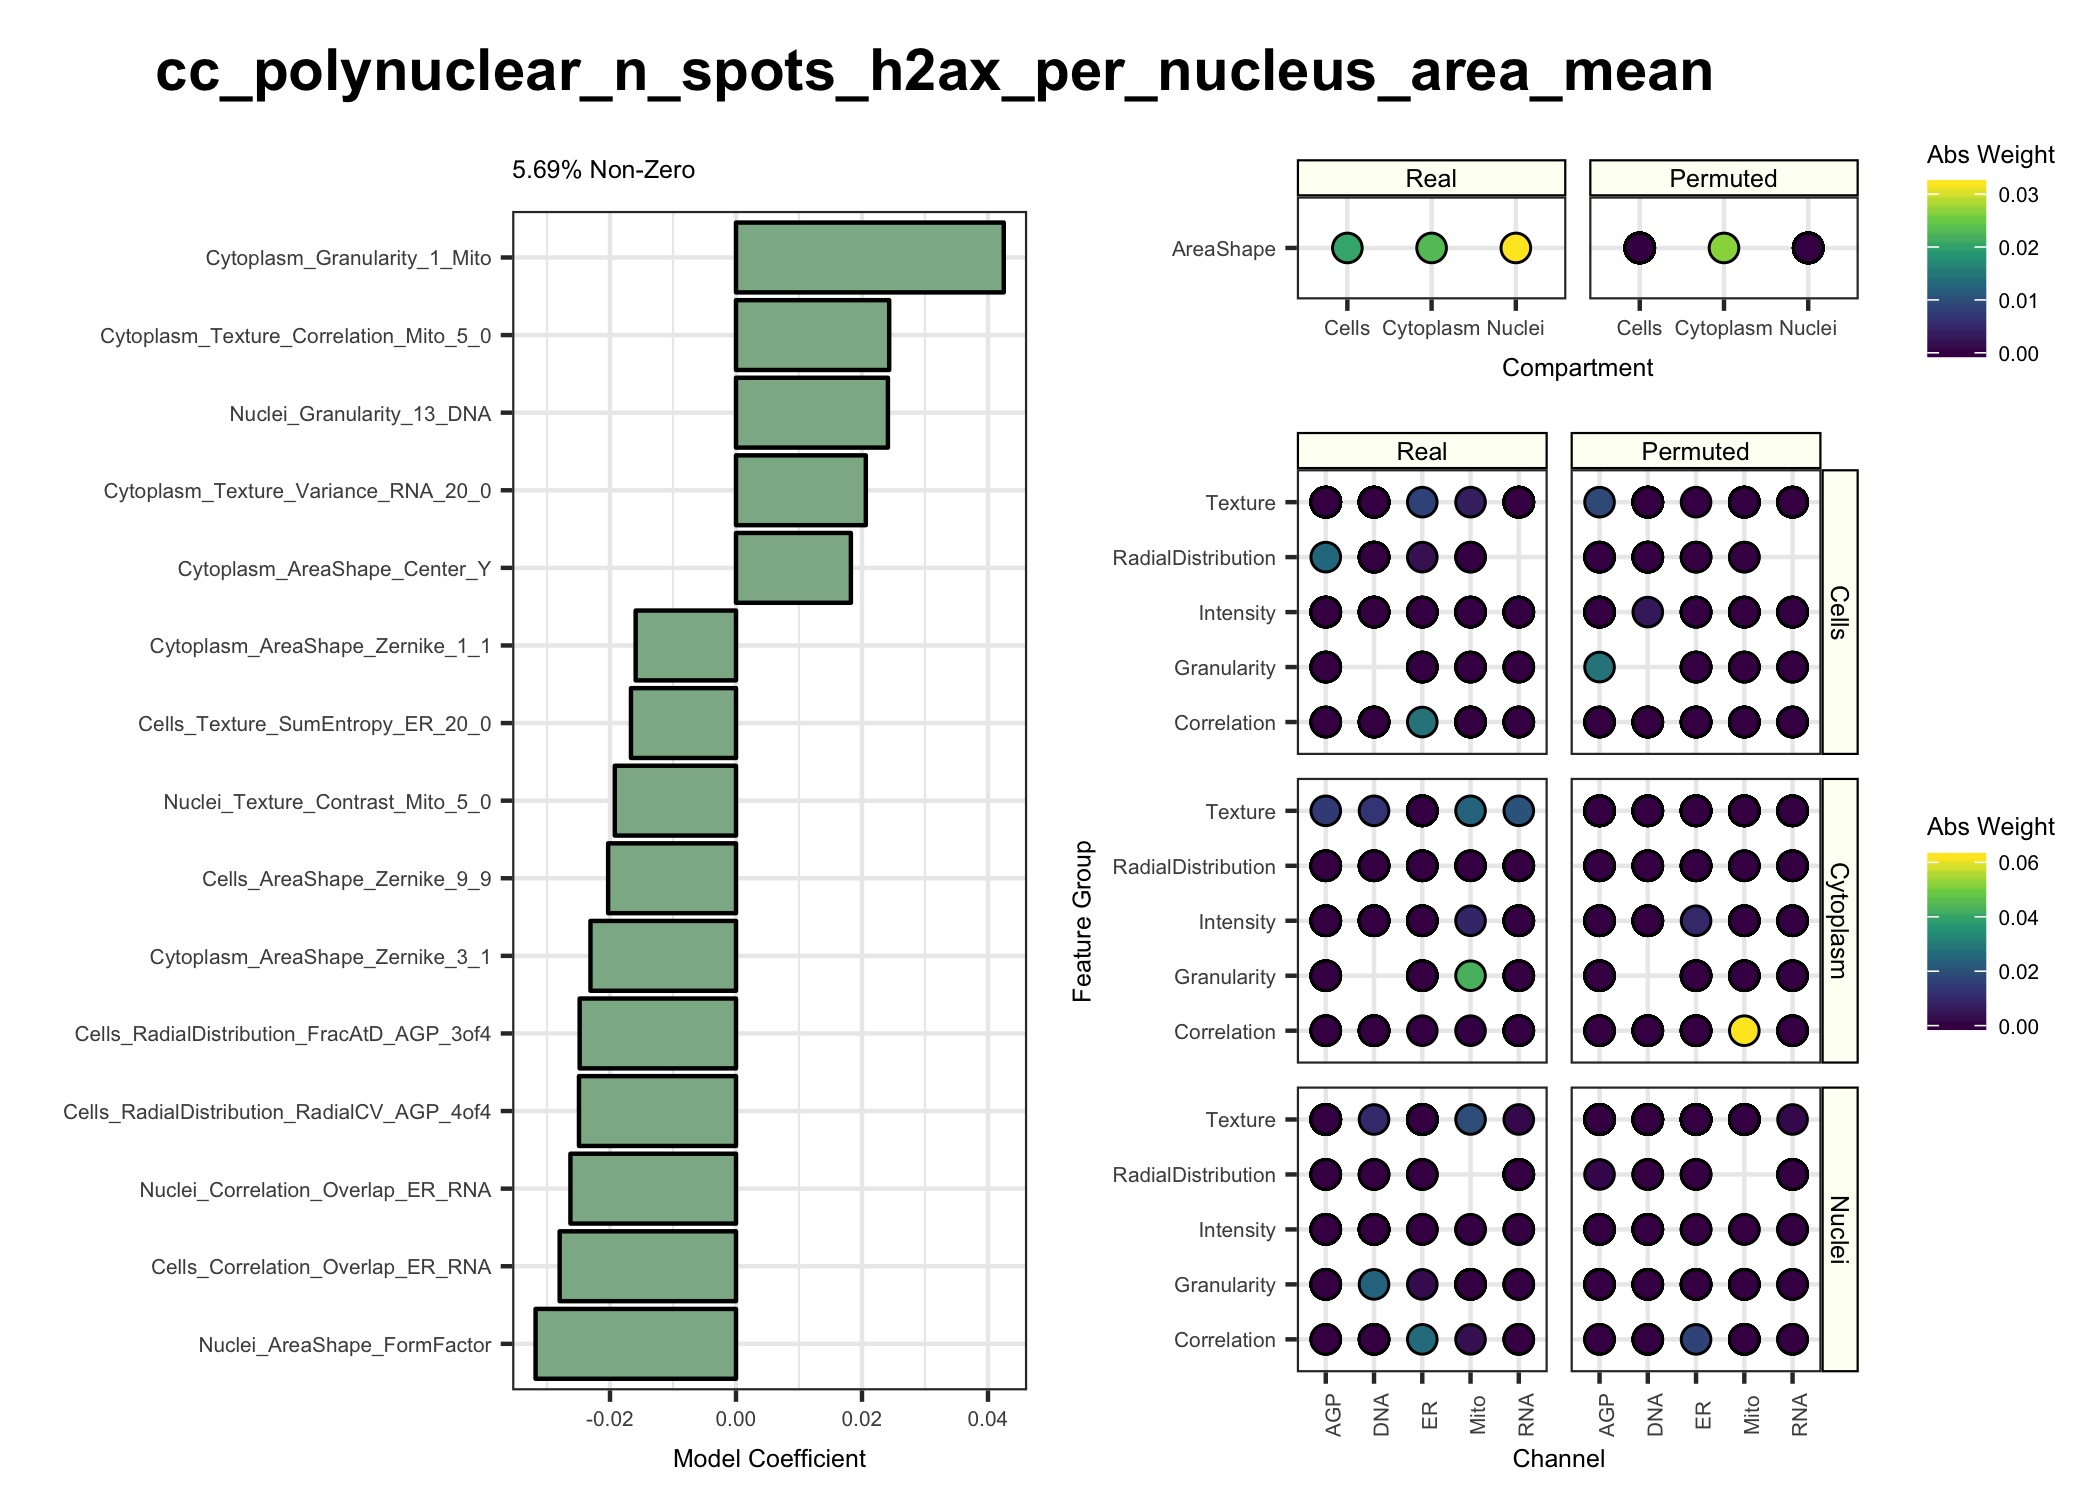 cc_polynuclear_n_spots_h2ax_per_nucleus_area_mean
5.69% Non-Zero
Cytoplasm_Granularity_1_Mito
Cytoplasm_Texture_Correlation_Mito_5_0
Nuclei_Granularity_13_DNA
Cytoplasm_Texture_Variance_RNA_20_0
Cytoplasm_AreaShape_Center_Y
Cytoplasm_AreaShape_Zernike_1_1
Cells_Texture_SumEntropy_ER_20_0
Nuclei_Texture_Contrast_Mito_5_0
Cells_AreaShape_Zernike_9_9
Cytoplasm_AreaShape_Zernike_3_1
Cells_RadialDistribution_FracAtD_AGP_3of4
Cells_RadialDistribution_RadialCV_AGP_4of4
Nuclei_Correlation_Overlap_ER_RNA
Cells_Correlation_Overlap_ER_RNA
Nuclei_AreaShape_FormFactor
-0.02 0.00 0.02 0.04
Model Coefficient
Real Permuted
AreaShape
Cells Cytoplasm Nuclei Cells Cytoplasm Nuclei
Compartment
Abs Weight
0.03
0.02
0.01
0.00
Real Permuted
Feature Group
Texture
RadialDistribution
Intensity
Granularity
Correlation
Cells
Texture
RadialDistribution
Intensity
Granularity
Correlation
Cytoplasm
Texture
RadialDistribution
Intensity
Granularity
Correlation
Nuclei
AGP DNA ER Mito RNA AGP DNA ER Mito RNA
Channel
Abs Weight
0.06
0.04
0.02
0.00